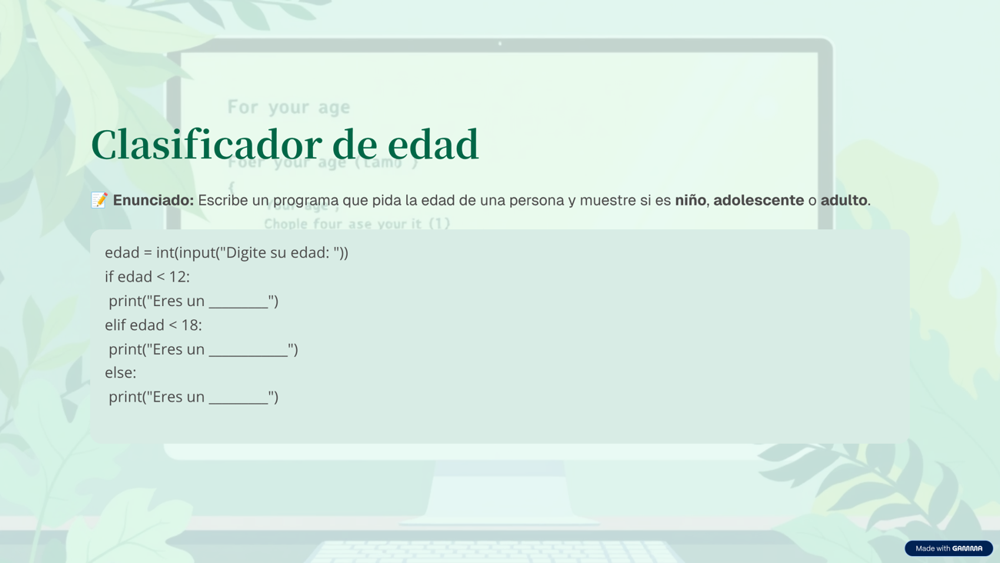 For your age
Clasificador de edad
Foer your age (tamo )
{
📝 Enunciado: Escribe un programa que pida la edad de una persona y muestre si es niño, adolescente o adulto.
Your age ,
Chople four ase your it (1)
edad = int(input("Digite su edad: "))
if edad < 12:
print("Eres un ________")
elif edad < 18:
print("Eres un ___________")
else:
print("Eres un ________")
Made with GAMMA